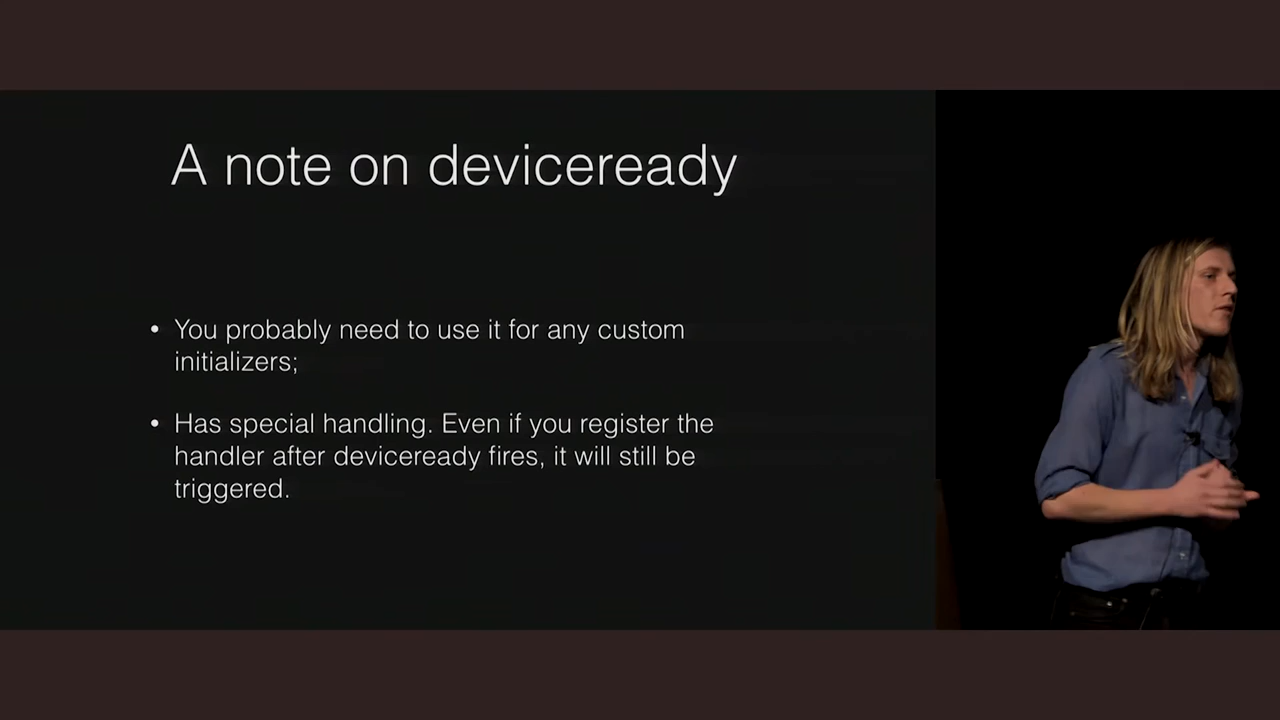 A note on deviceready
• You probably need to use it for any custom
initializers;
• Has special handling. Even if you register the
handler after deviceready fires, it will still be
triggered.